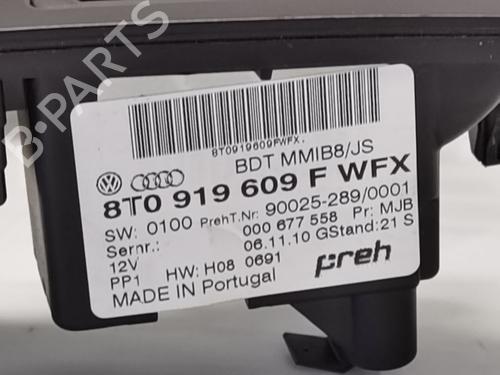 B-PARTS
8T0919609FWFX.
BDT MMIB8/JS
8T0 919 609 F WFX
SW: 0100 PrehT.Nr: 90025-289/0001
Sernr.: 000 677 558 Pr: MJB
12V 06.11.10 GStand: 21 S
PP1 HW: H08 0691
MADE IN Portugal
preh